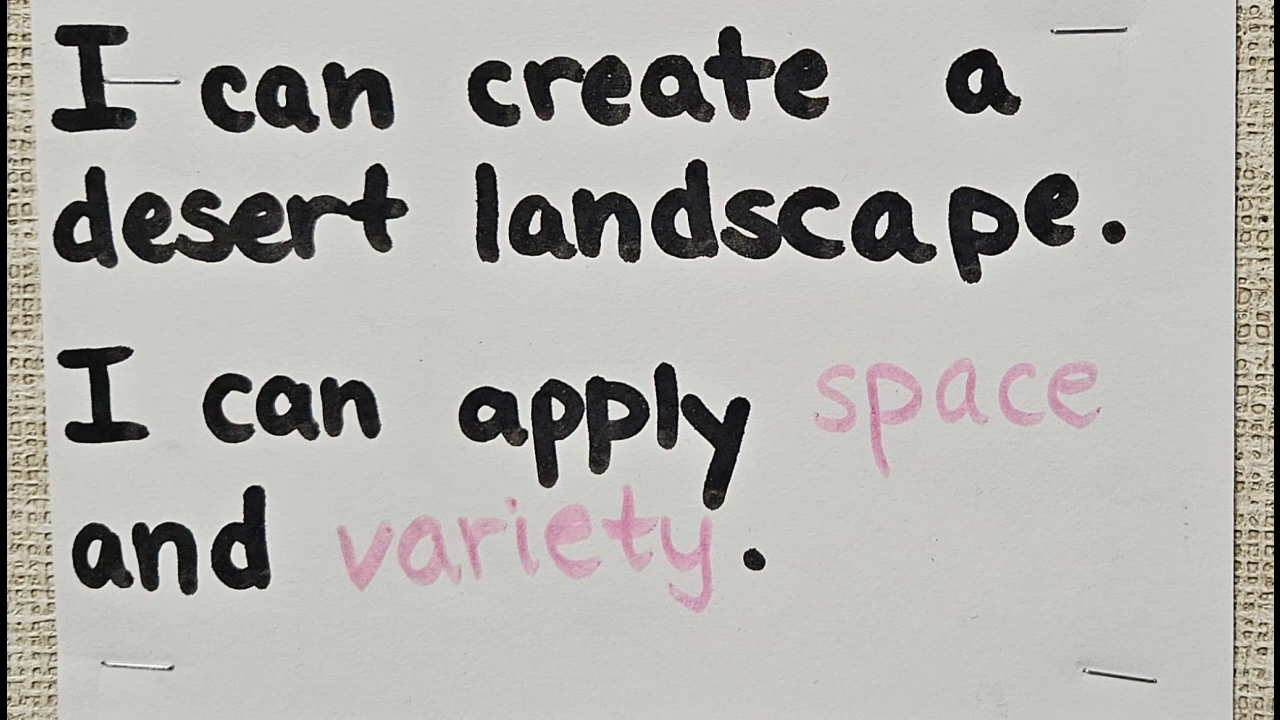 I can create a
desert landscape.
I can apply space
and variety.